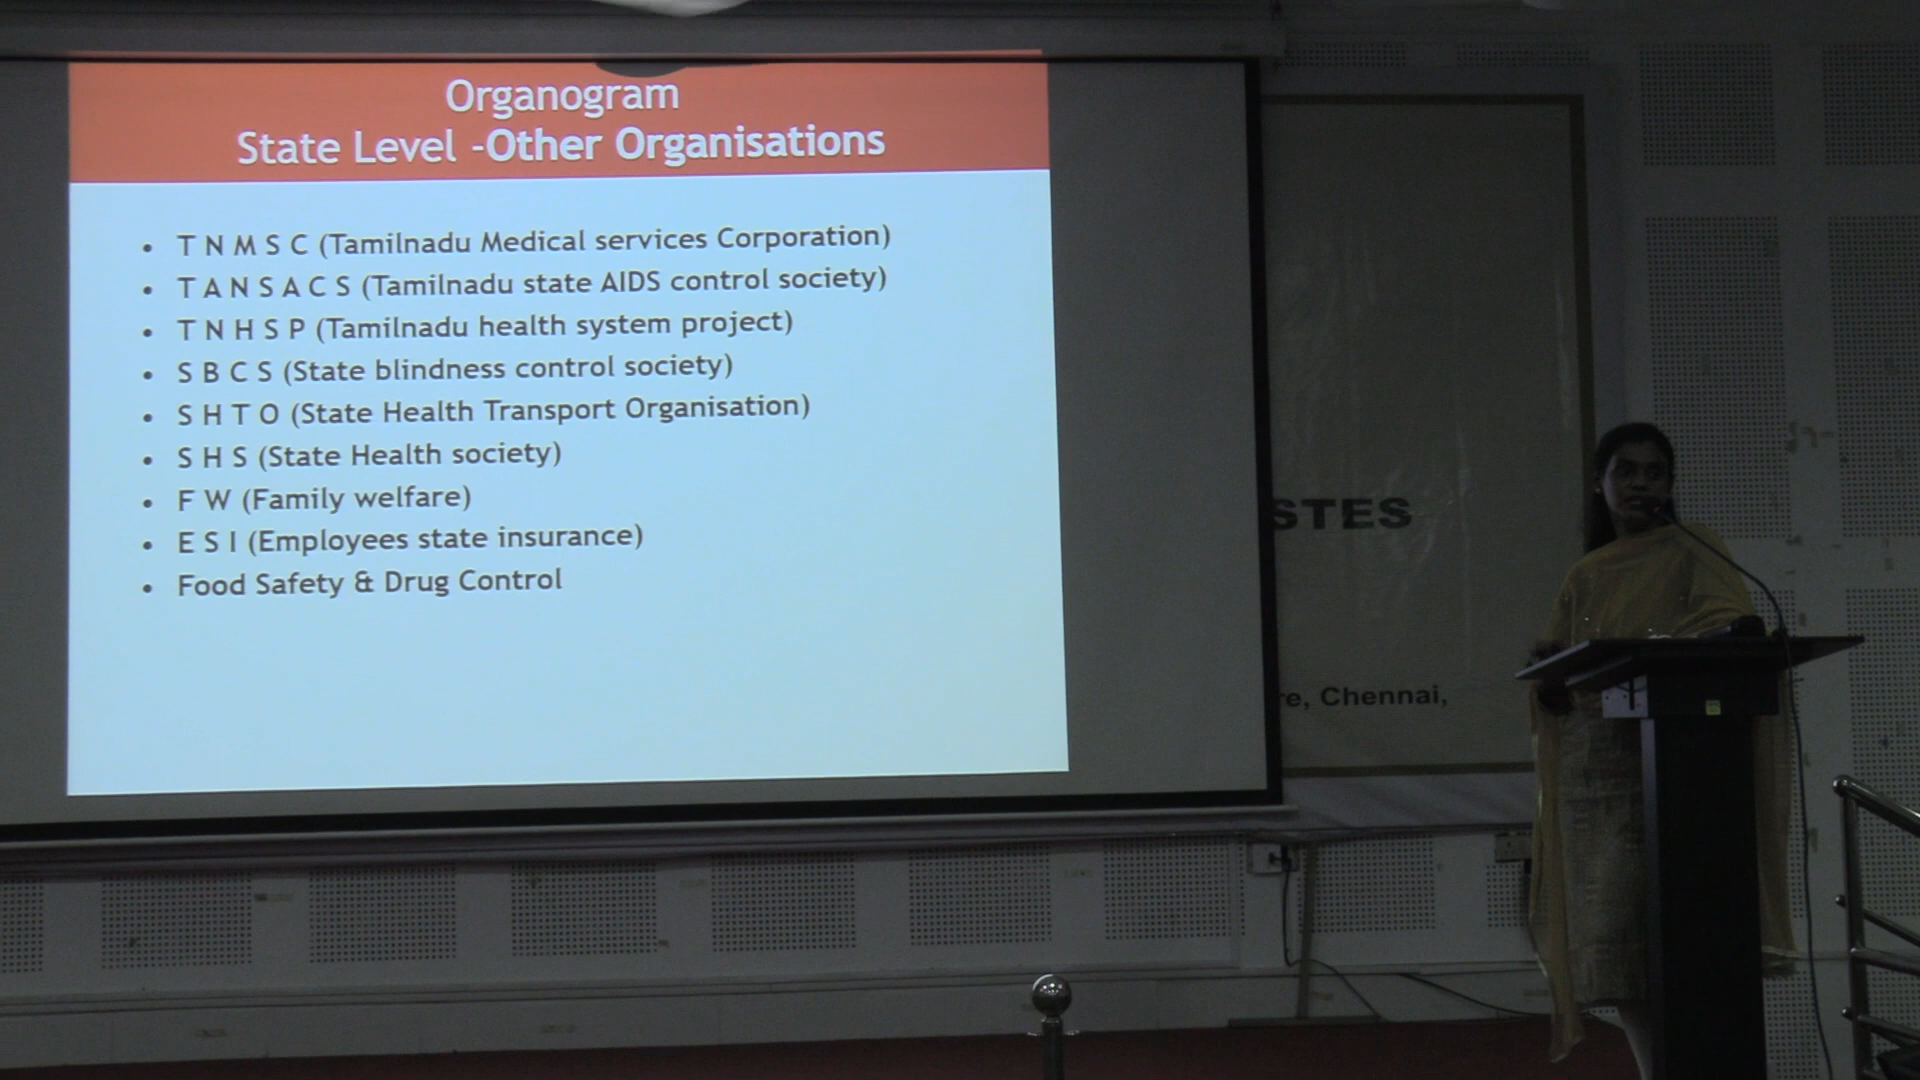 Organogram
State Level -Other Organisations
• T N M S C (Tamilnadu Medical services Corporation)
• T A N S A C S (Tamilnadu state AIDS control society)
• T N H S P (Tamilnadu health system project)
• S B C S (State blindness control society)
• S H T O (State Health Transport Organisation)
• S H S (State Health society)
• F W (Family welfare)
• E S I (Employees state insurance)
• Food Safety & Drug Control
STES
e, Chennai,